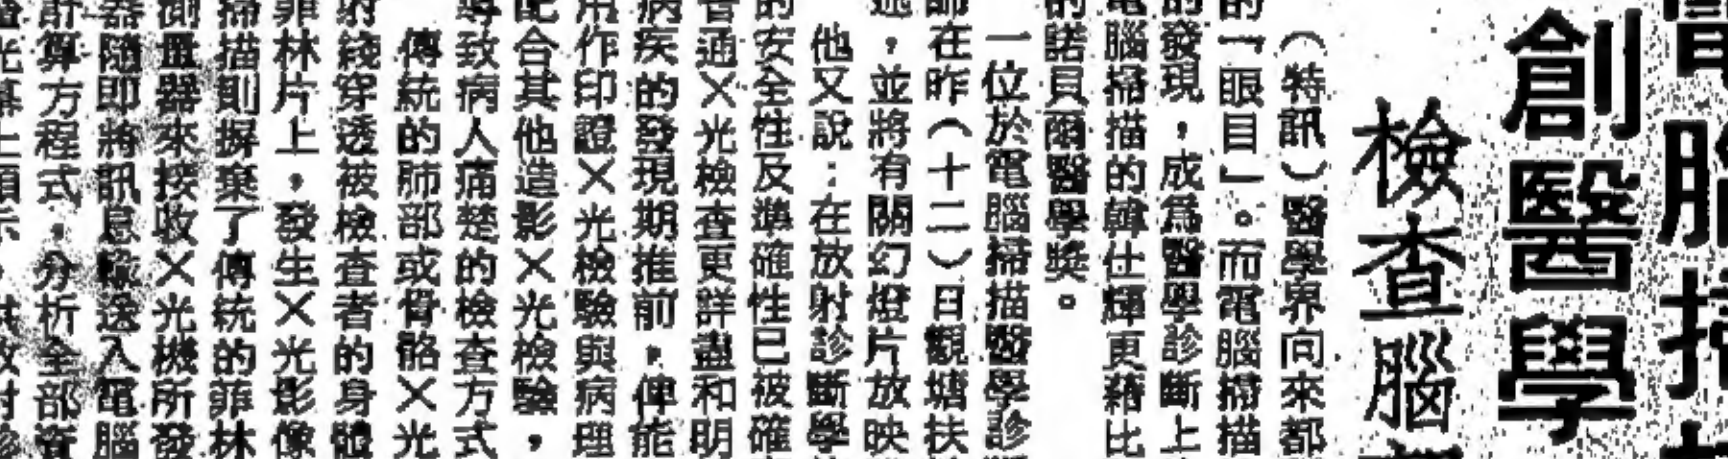 腦掃
創醫學
檢查腦
（特訊）醫學界向來都
的「眼目」。而電腦掃描
的發現，成為醫學診斷上
電腦掃描的韓仕輝更藉比
的諾貝爾醫學獎。
一位於電腦掃描醫學診
師在昨（十二）日觀塘扶
，並將有關幻燈片放映
他又說：在放射診斷學
的安全性及準確性已被確
普通X光檢查更詳盡和明
病疾的發現期推前，俾能
用作印證X光檢驗與病理
配合其他造影X光檢驗，
導致病人痛楚的檢查方式
傳統的肺部或骨骼X光
射綫穿透被檢查者的身體
菲林片上，發生X光影像
掃描則摒棄了傳統的菲林
測量器來接收X光機所發
器隨即將訊息輸送入電腦
計算方程式，分析全部資